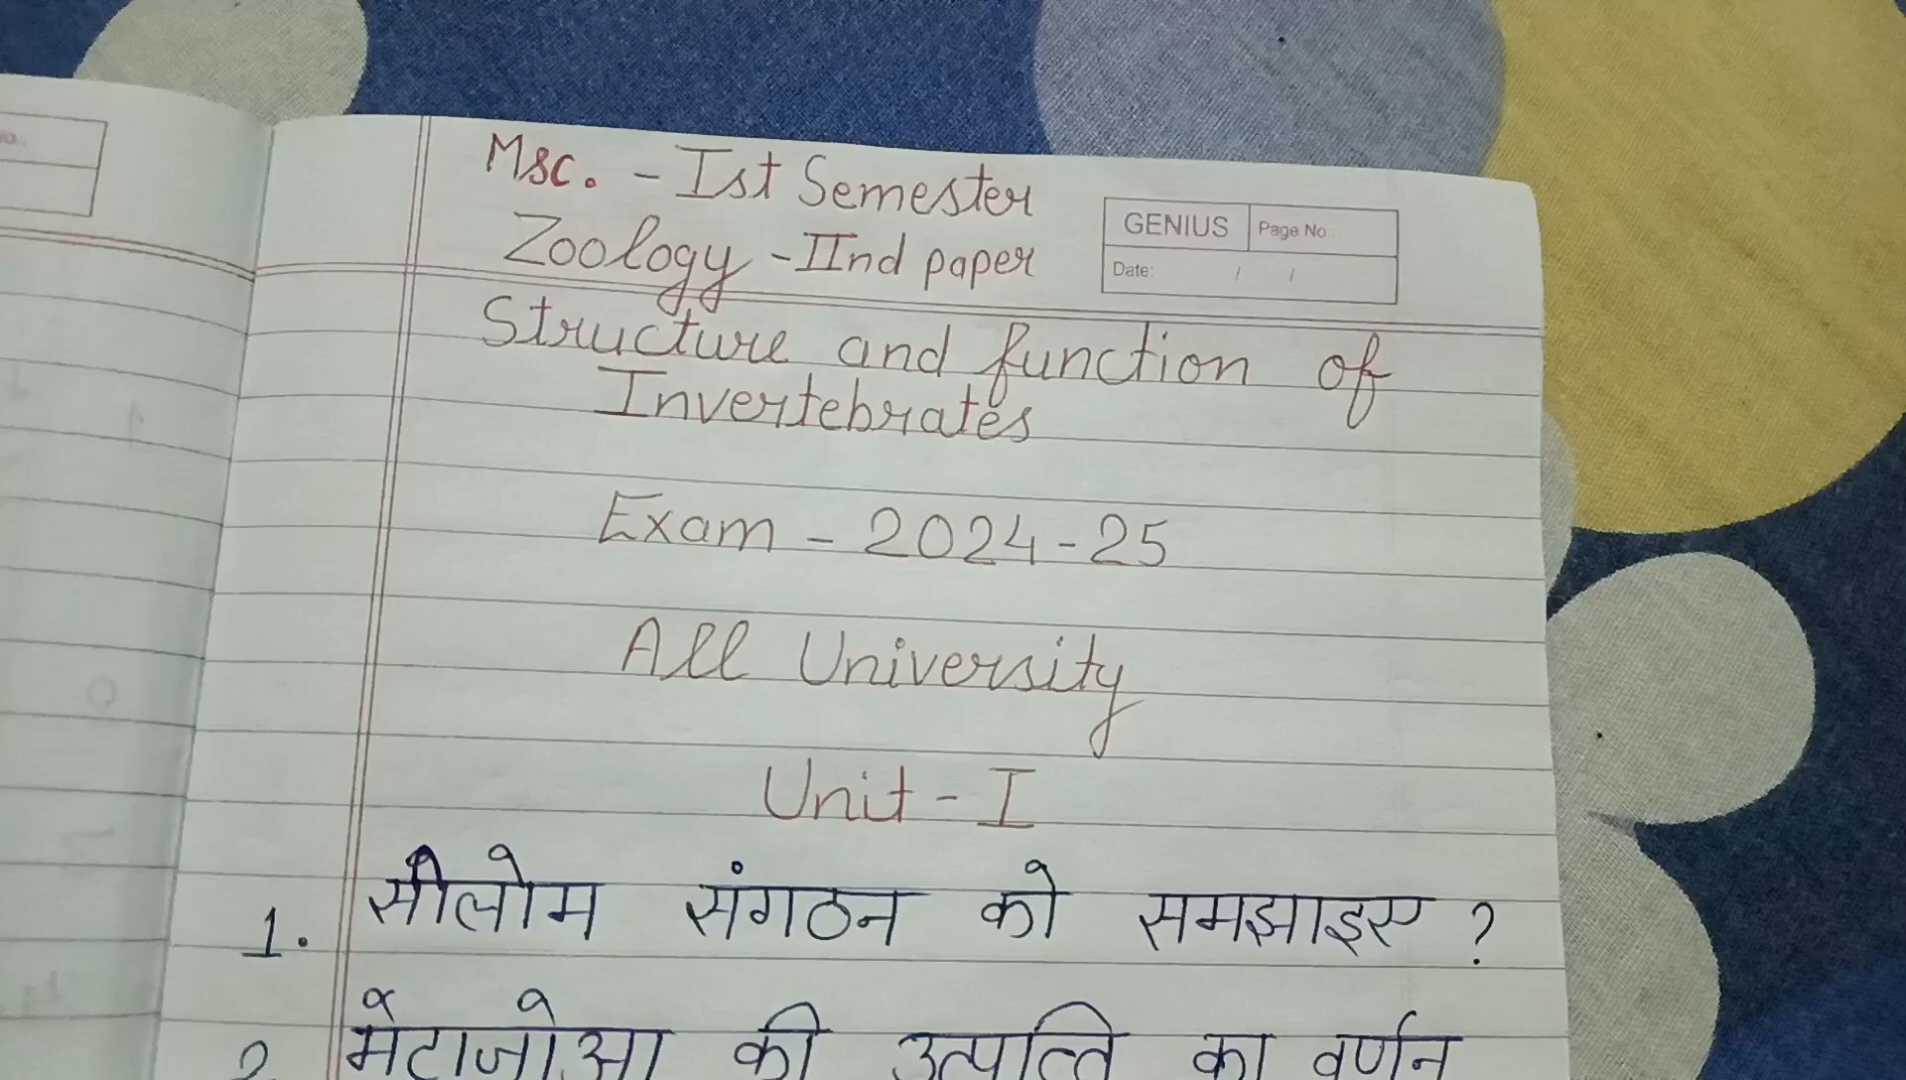 Msc. - Ist Semester
Zoology - IInd paper
GENIUS Page No.
Date: / /
Structure and function of
Invertebrates
Exam - 2024-25
All University
Unit - I
1. सीलोम संगठन को समझाइए ?
2. मेटाजोआ की उत्पत्ति का वर्णन